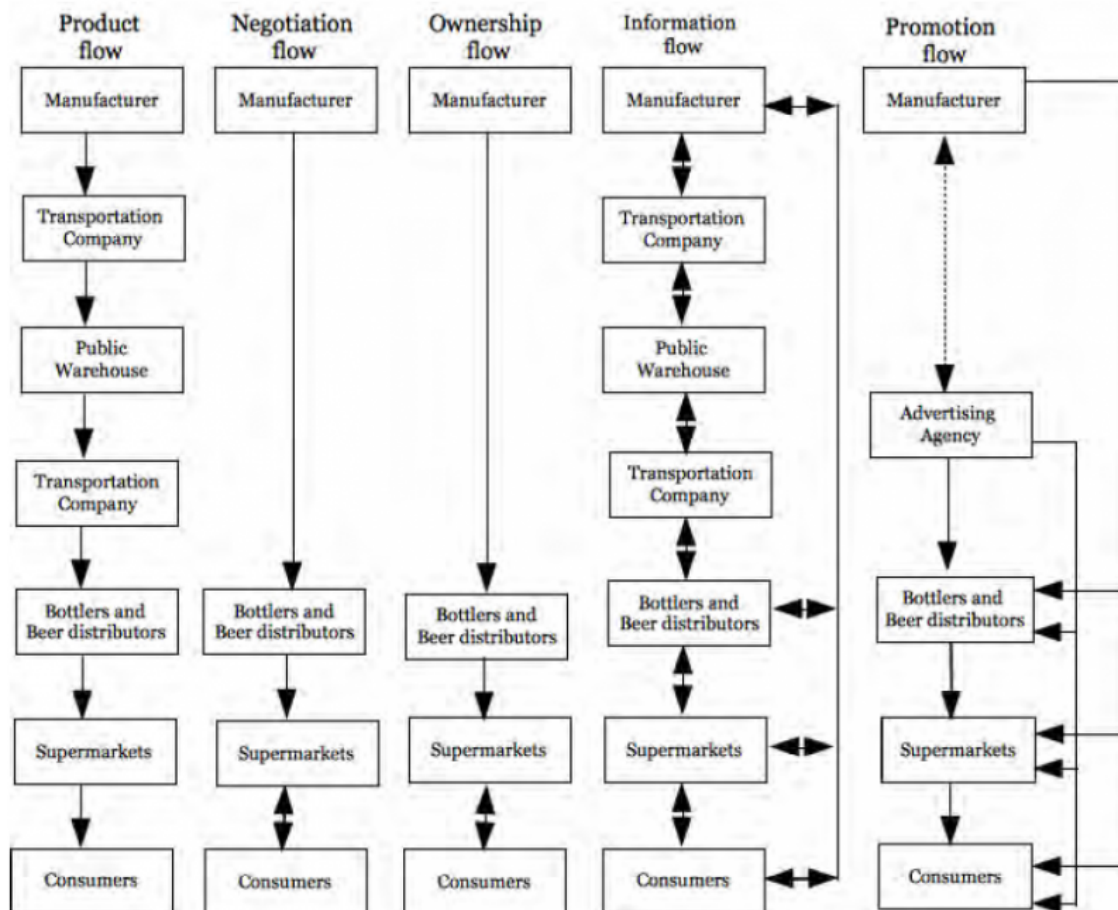 Product
flow
Manufacturer
Transportation
Company
Public
Warehouse
Transportation
Company
Bottlers and
Beer distributors
Supermarkets
Consumers
Negotiation
flow
Manufacturer
Bottlers and
Beer distributors
Supermarkets
Consumers
Ownership
flow
Manufacturer
Bottlers and
Beer distributors
Supermarkets
Consumers
Information
flow
Manufacturer
Transportation
Company
Public
Warehouse
Transportation
Company
Bottlers and
Beer distributors
Supermarkets
Consumers
Promotion
flow
Manufacturer
Advertising
Agency
Bottlers and
Beer distributors
Supermarkets
Consumers